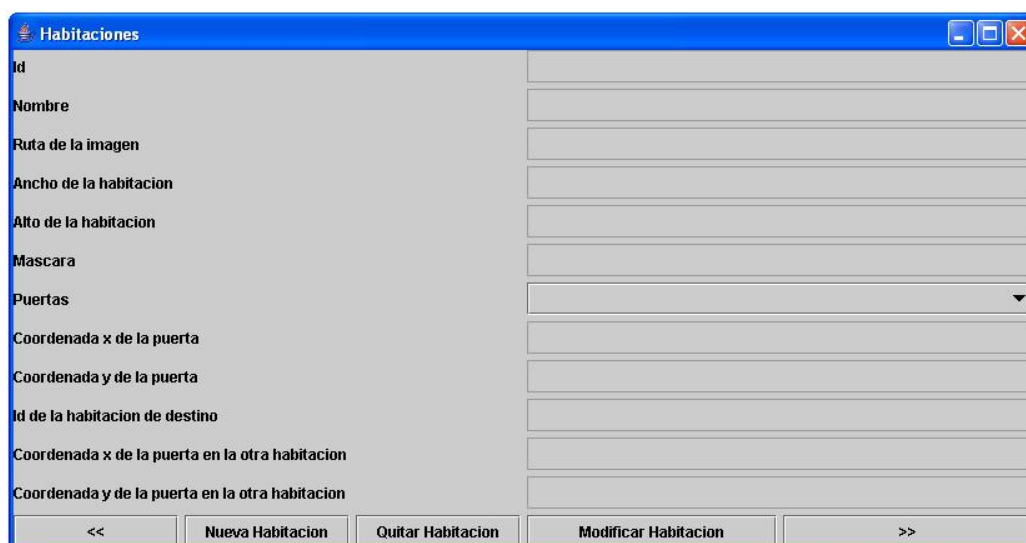 Habitaciones
Id
Nombre
Ruta de la imagen
Ancho de la habitacion
Alto de la habitacion
Mascara
Puertas
Coordenada x de la puerta
Coordenada y de la puerta
Id de la habitacion de destino
Coordenada x de la puerta en la otra habitacion
Coordenada y de la puerta en la otra habitacion
<< Nueva Habitacion Quitar Habitacion Modificar Habitacion >>